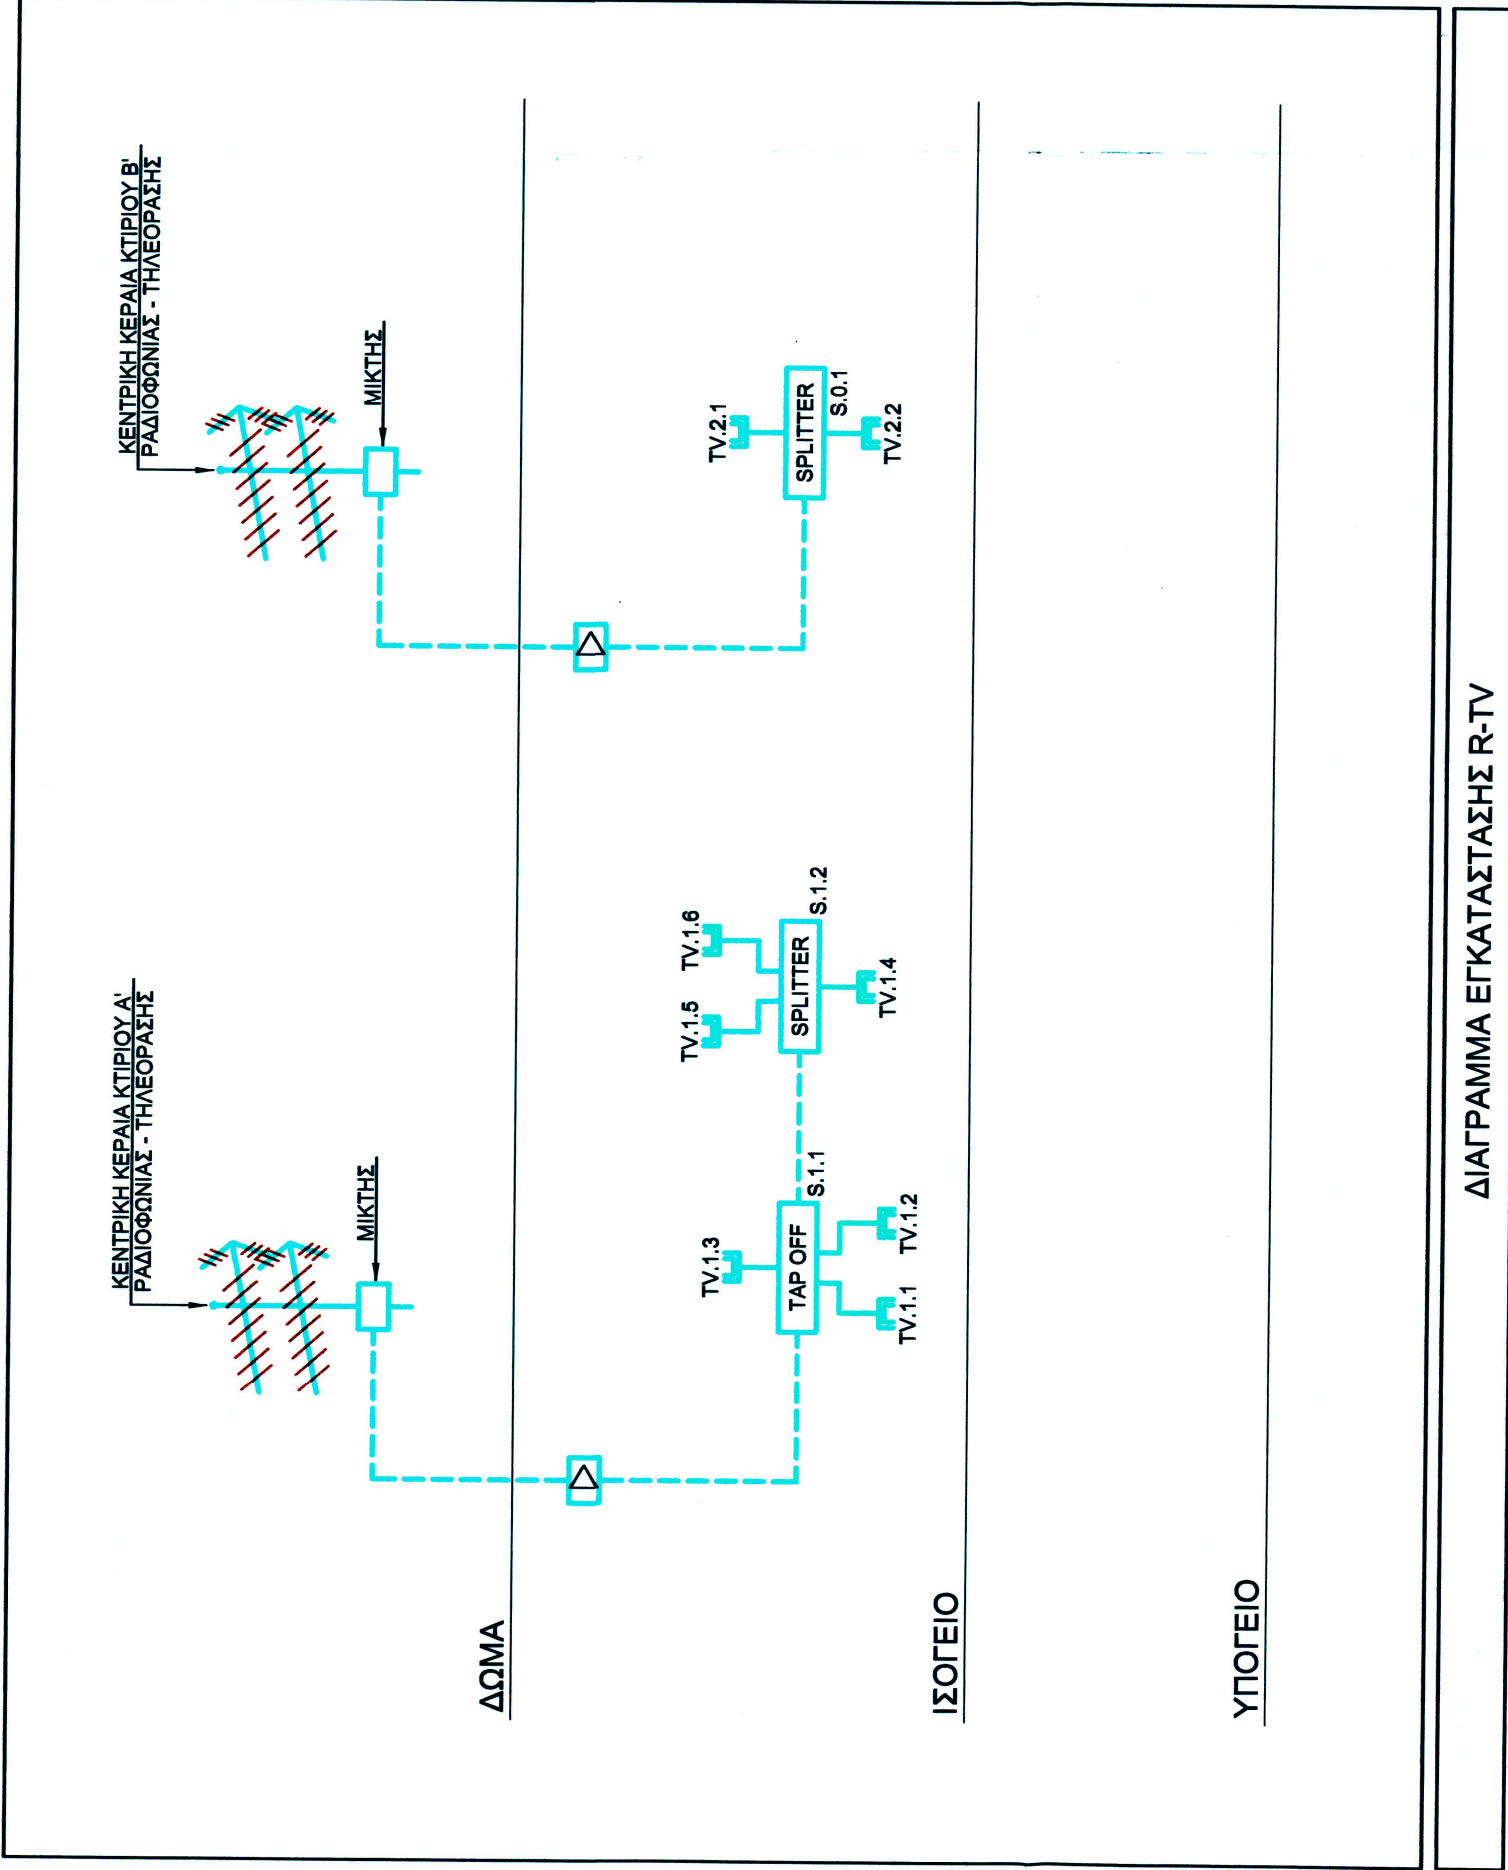 ΚΕΝΤΡΙΚΗ ΚΕΡΑΙΑ ΚΤΙΡΙΟΥ Α'
ΡΑΔΙΟΦΩΝΙΑΣ - ΤΗΛΕΟΡΑΣΗΣ
ΚΕΝΤΡΙΚΗ ΚΕΡΑΙΑ ΚΤΙΡΙΟΥ Β'
ΡΑΔΙΟΦΩΝΙΑΣ - ΤΗΛΕΟΡΑΣΗΣ
ΜΙΚΤΗΣ
ΜΙΚΤΗΣ
ΔΩΜΑ
TV.1.3
TAP OFF
S.1.1
TV.1.1
TV.1.2
TV.1.5
TV.1.6
SPLITTER
S.1.2
TV.1.4
TV.2.1
SPLITTER
S.0.1
TV.2.2
ΙΣΟΓΕΙΟ
ΥΠΟΓΕΙΟ
ΔΙΑΓΡΑΜΜΑ ΕΓΚΑΤΑΣΤΑΣΗΣ R-TV